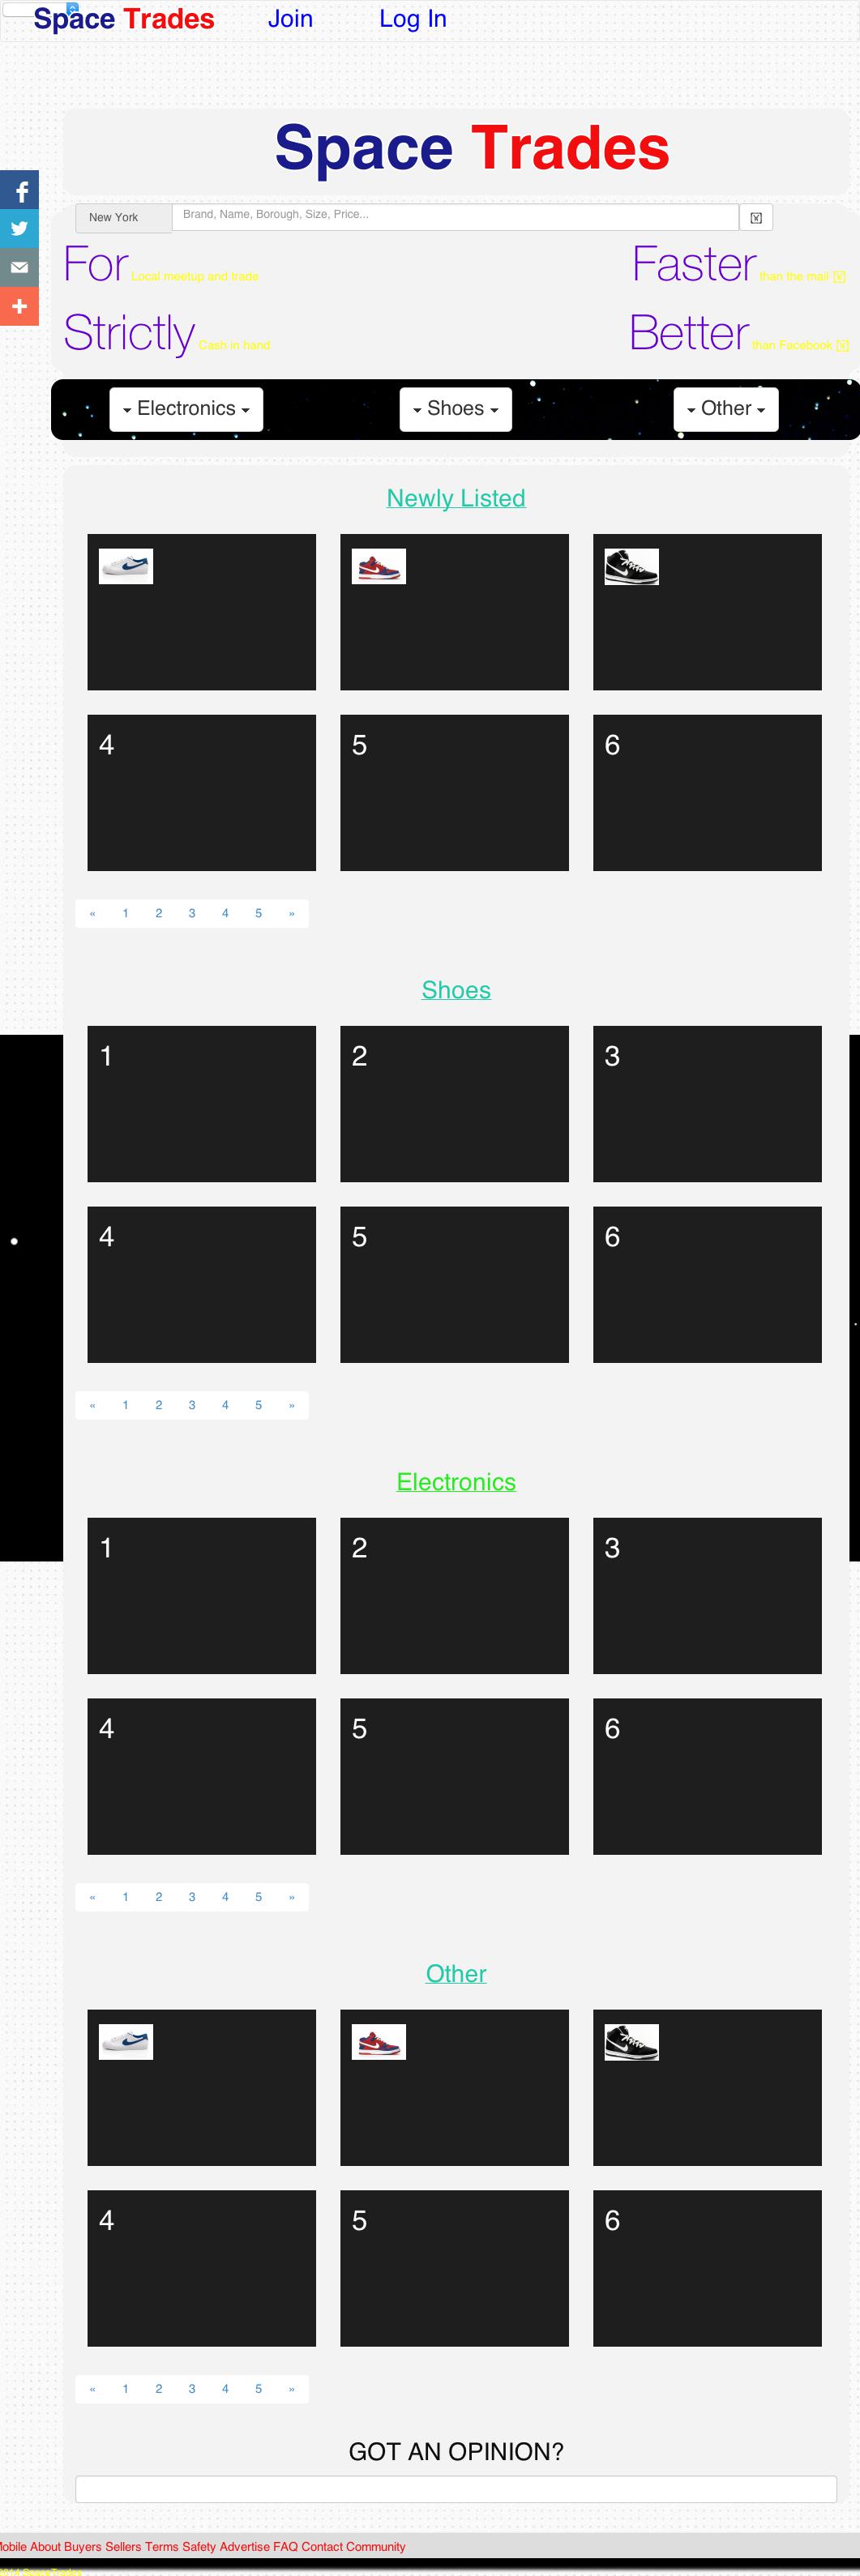 Space Trades Join Log In
Space Trades
New York Brand, Name, Borough, Size, Price...
For Local meetup and trade Faster than the mail
Strictly Cash in hand Better than Facebook
Electronics Shoes Other
Newly Listed
4 5 6
« 1 2 3 4 5 »
Shoes
1 2 3
4 5 6
« 1 2 3 4 5 »
Electronics
1 2 3
4 5 6
« 1 2 3 4 5 »
Other
4 5 6
« 1 2 3 4 5 »
GOT AN OPINION?
About Buyers Sellers Terms Safety Advertise FAQ Contact Community